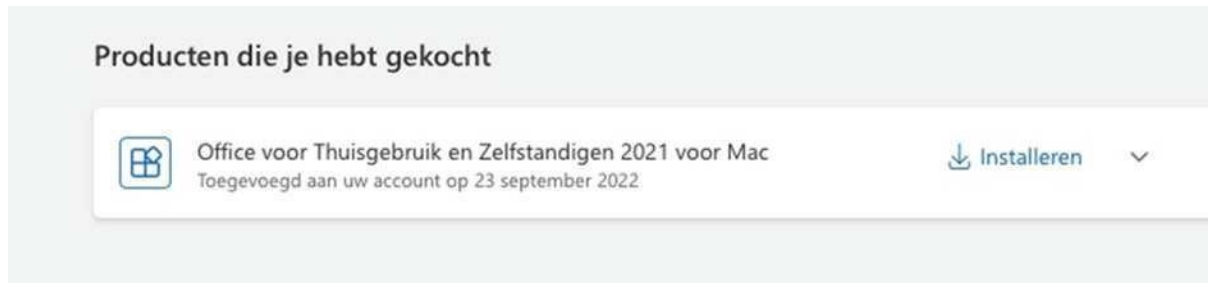 Producten die je hebt gekocht
Office voor Thuisgebruik en Zelfstandigen 2021 voor Mac
Installeren
Toegevoegd aan uw account op 23 september 2022